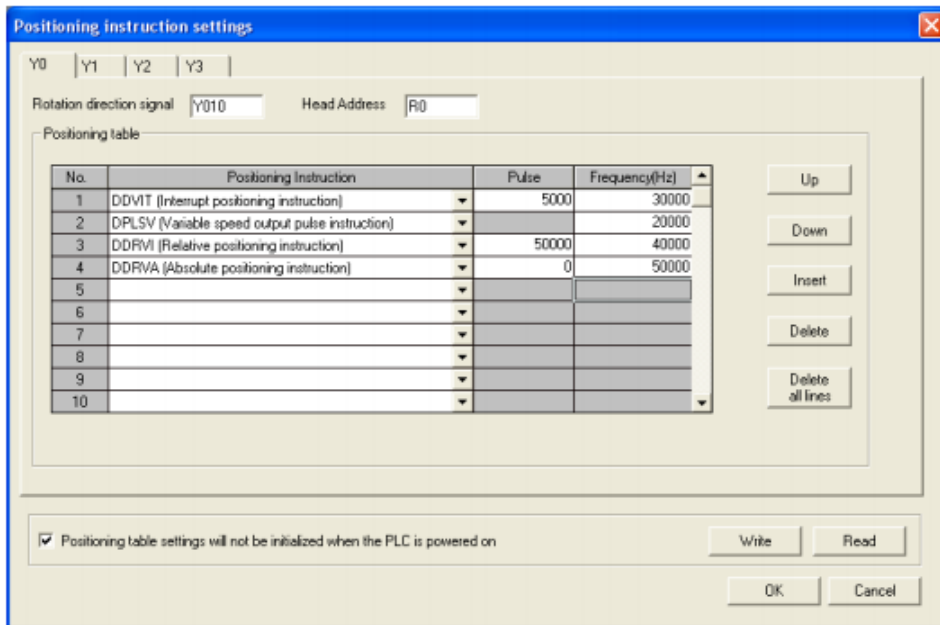 Positioning instruction settings
Y0 Y1 Y2 Y3
Rotation direction signal Y010 Head Address R0
Positioning table
No. Positioning Instruction Pulse Frequency(Hz)
1 DDVIT (Interrupt positioning instruction) 5000 30000
2 DPLSV (Variable speed output pulse instruction) 20000
3 DDRVI (Relative positioning instruction) 50000 40000
4 DDRVA (Absolute positioning instruction) 0 50000
5
6
7
8
9
10
Up
Down
Insert
Delete
Delete
all lines
Positioning table settings will not be initialized when the PLC is powered on
Write Read
OK Cancel